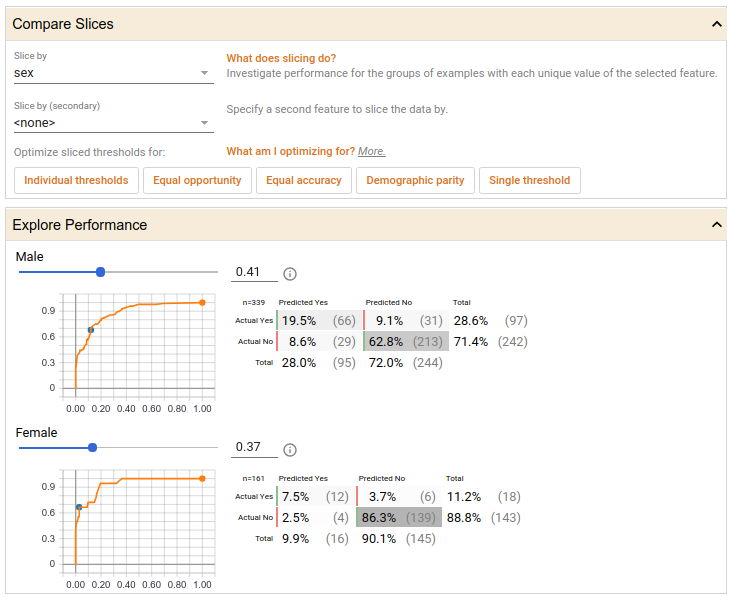 Compare Slices
Slice by
sex
What does slicing do?
Investigate performance for the groups of examples with each unique value of the selected feature.
Slice by (secondary)
<none>
Specify a second feature to slice the data by.
Optimize sliced thresholds for:
What am I optimizing for? More.
Individual thresholds
Equal opportunity
Equal accuracy
Demographic parity
Single threshold
Explore Performance
Male
0.41
0.9
0.6
0.3
0
0.00 0.20 0.40 0.60 0.80 1.00
n=339 Predicted Yes Predicted No Total
Actual Yes 19.5% (66) 9.1% (31) 28.6% (97)
Actual No 8.6% (29) 62.8% (213) 71.4% (242)
Total 28.0% (95) 72.0% (244)
Female
0.37
0.9
0.6
0.3
0
0.00 0.20 0.40 0.60 0.80 1.00
n=161 Predicted Yes Predicted No Total
Actual Yes 7.5% (12) 3.7% (6) 11.2% (18)
Actual No 2.5% (4) 86.3% (139) 88.8% (143)
Total 9.9% (16) 90.1% (145)